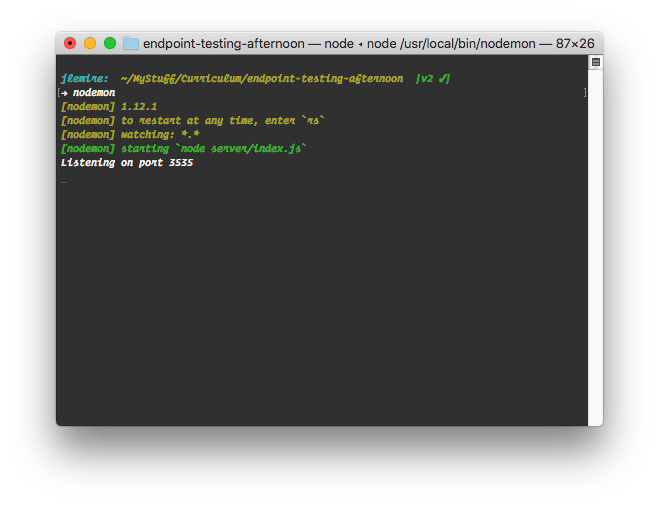 endpoint-testing-afternoon — node ◂ node /usr/local/bin/nodemon — 87×26
jlemire: ~/MyStuff/Curriculum/endpoint-testing-afternoon |v2 ✓|
[➜ nodemon ]
[nodemon] 1.12.1
[nodemon] to restart at any time, enter `rs`
[nodemon] watching: *.*
[nodemon] starting `node server/index.js`
Listening on port 3535